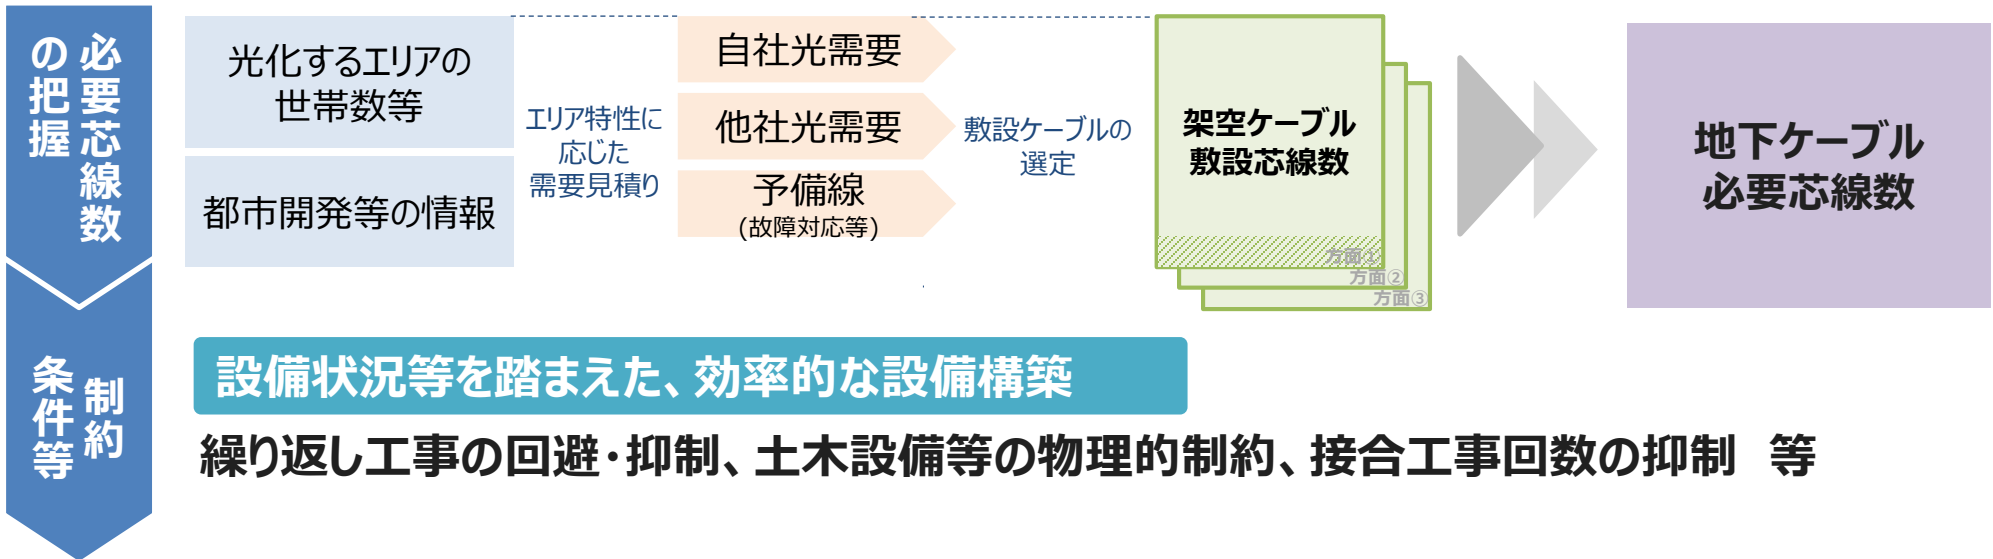 必要芯線数
の把握
光化するエリアの
世帯数等
都市開発等の情報
エリア特性に
応じた
需要見積り
自社光需要
他社光需要
予備線
(故障対応等)
敷設ケーブルの
選定
架空ケーブル
敷設芯線数
方面①
方面②
方面③
地下ケーブル
必要芯線数
制約
条件等
設備状況等を踏まえた、効率的な設備構築
繰り返し工事の回避・抑制、土木設備等の物理的制約、接合工事回数の抑制　等